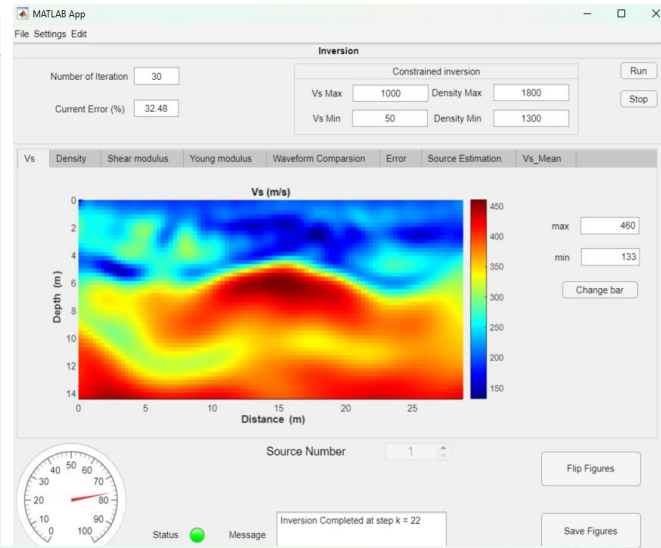 MATLAB App
File Settings Edit
Inversion
Number of Iteration 30
Current Error (%) 32.48
Constrained inversion
Vs Max 1000 Density Max 1800
Vs Min 50 Density Min 1300
Run
Stop
Vs Density Shear modulus Young modulus Waveform Comparsion Error Source Estimation Vs_Mean
Vs (m/s)
0
2
4
6
8
10
12
14
Depth (m)
0 5 10 15 20 25
Distance (m)
450
400
350
300
250
200
150
max 460
min 133
Change bar
Source Number 1
0 10 20 30 40 50 60 70 80 90 100
Status
Message
Inversion Completed at step k = 22
Flip Figures
Save Figures